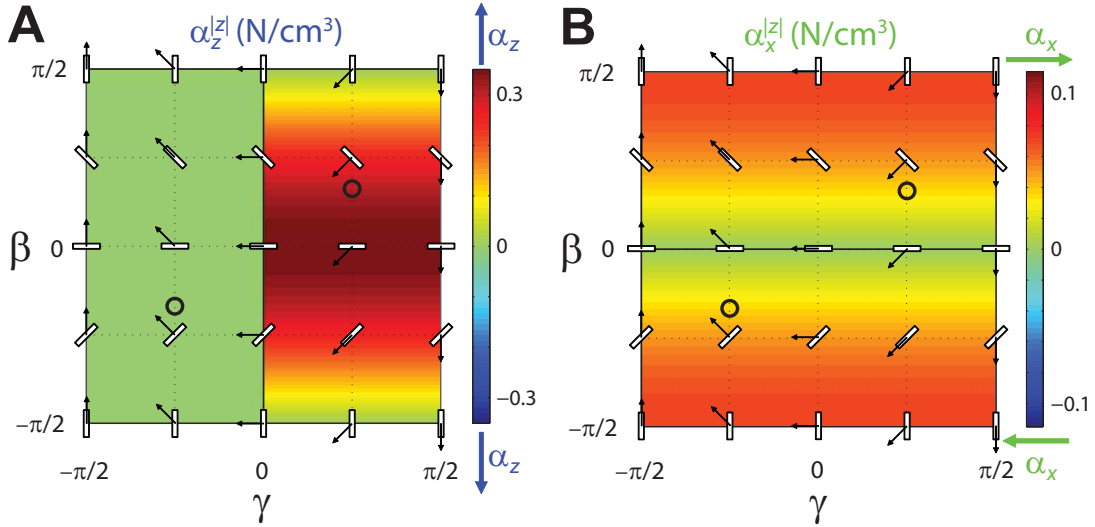 A
α_z^|z| (N/cm³)
α_z
π/2
β
0
−π/2
−π/2
0
π/2
γ
0.3
0
−0.3
α_z
B
α_x^|z| (N/cm³)
α_x
π/2
β
0
−π/2
−π/2
0
π/2
γ
0.1
0
−0.1
α_x